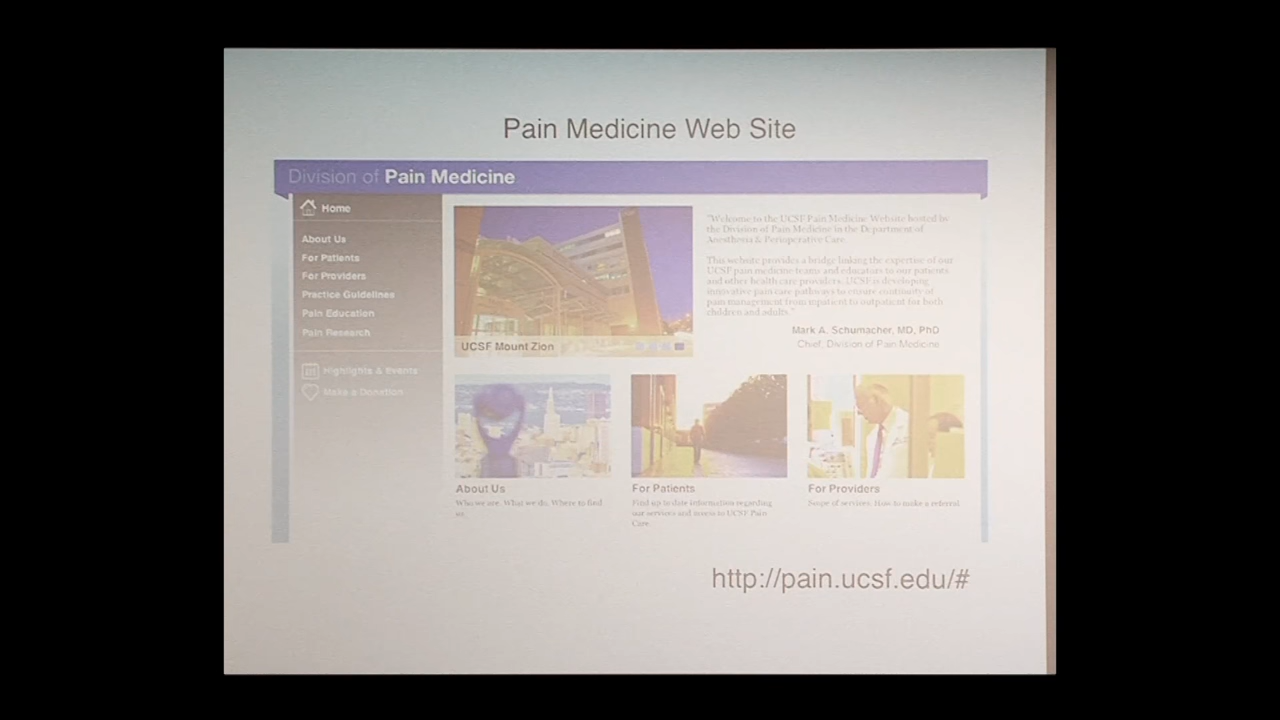 Pain Medicine Web Site
Division of Pain Medicine
Home
About Us
For Patients
For Providers
Practice Guidelines
Pain Education
Pain Research
Highlights & Events
Make a Donation
UCSF Mount Zion
"Welcome to the UCSF Pain Medicine Website hosted by
the Division of Pain Medicine in the Department of
Anesthesia & Perioperative Care.
This website provides a bridge linking the expertise of our
UCSF pain medicine teams and educators to our patients
and other health care providers. UCSF is developing
innovative pain care pathways to ensure continuity of
pain management from inpatient to outpatient for both
children and adults."
Mark A. Schumacher, MD, PhD
Chief, Division of Pain Medicine
About Us
Who we are. What we do. Where to find
us.
For Patients
Find up to date information regarding
our services and access to UCSF Pain
Care.
For Providers
Scope of services. How to make a referral.
http://pain.ucsf.edu/#